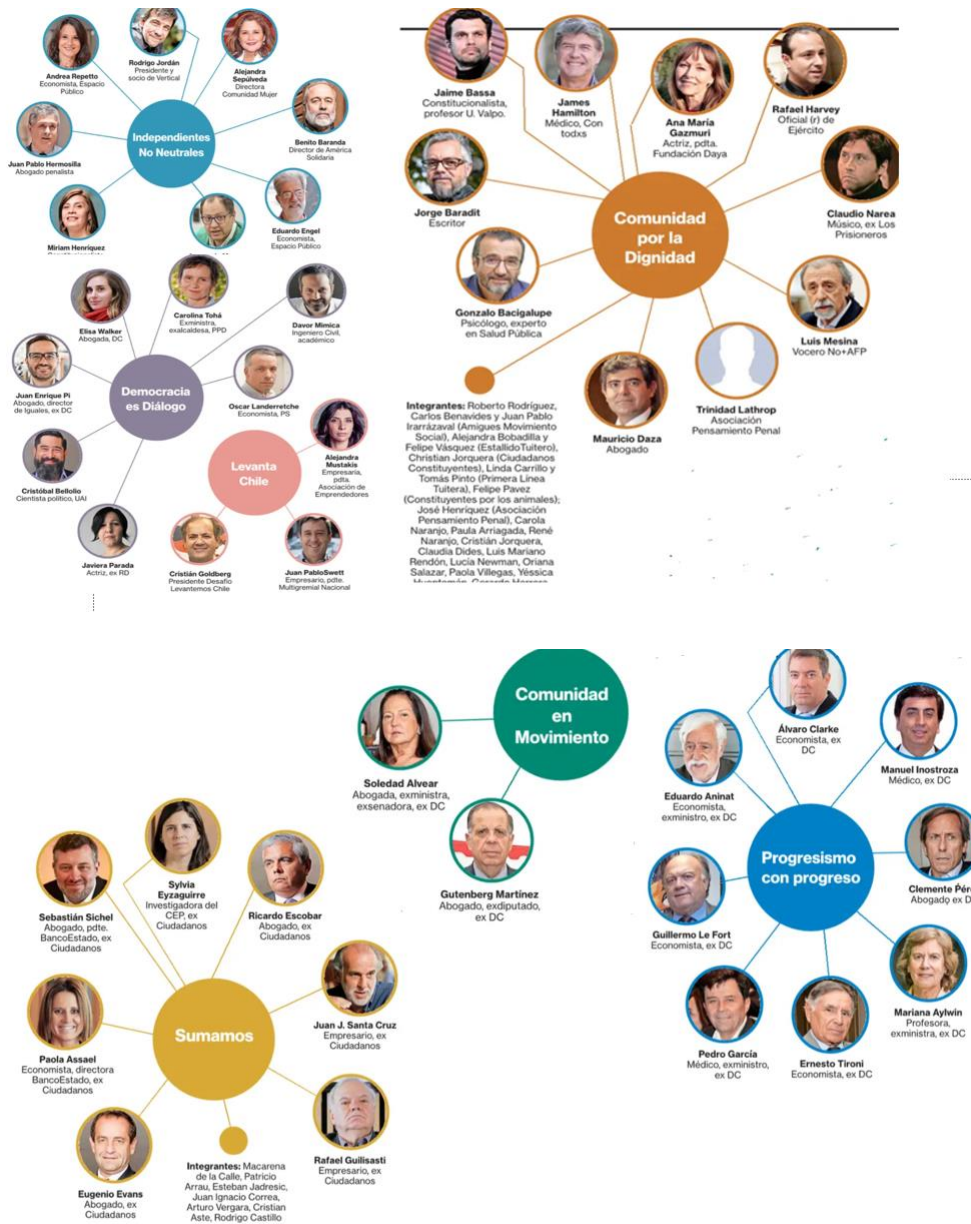 Andrea Repetto
Economista, Espacio
Público
Rodrigo Jordán
Presidente y
socio de Vertical
Alejandra
Sepúlveda
Directora
Comunidad Mujer
Juan Pablo Hermosilla
Abogado penalista
Independientes
No Neutrales
Benito Baranda
Director de América
Solidaria
Miriam Henríquez
Eduardo Engel
Economista,
Espacio Público
Elisa Walker
Abogada, DC
Carolina Tohá
Exministra,
exalcaldesa, PPD
Davor Mimica
Ingeniero Civil,
académico
Juan Enrique Pi
Abogado, director
de Iguales, ex DC
Democracia
es Diálogo
Oscar Landerretche
Economista, PS
Cristóbal Bellolio
Cientista político, UAI
Javiera Parada
Actriz, ex RD
Levanta
Chile
Alejandra
Mustakis
Empresaria,
pdta.
Asociación de
Emprendedores
Cristián Goldberg
Presidente Desafío
Levantemos Chile
Juan PabloSwett
Empresario, pdte.
Multigremial Nacional
Jaime Bassa
Constitucionalista,
profesor U. Valpo.
James
Hamilton
Médico, Con
todxs
Ana María
Gazmuri
Actriz, pdta.
Fundación Daya
Rafael Harvey
Oficial (r) de
Ejército
Jorge Baradit
Escritor
Comunidad
por la
Dignidad
Claudio Narea
Músico, ex Los
Prisioneros
Gonzalo Bacigalupe
Psicólogo, experto
en Salud Pública
Luis Mesina
Vocero No+AFP
Mauricio Daza
Abogado
Trinidad Lathrop
Asociación
Pensamiento Penal
Integrantes: Roberto Rodríguez,
Carlos Benavides y Juan Pablo
Irarrázaval (Amigues Movimiento
Social), Alejandra Bobadilla y
Felipe Vásquez (EstallidoTuitero),
Christian Jorquera (Ciudadanos
Constituyentes), Linda Carrillo y
Tomás Pinto (Primera Línea
Tuitera), Felipe Pavez
(Constituyentes por los animales);
José Henríquez (Asociación
Pensamiento Penal), Carola
Naranjo, Paula Arriagada, René
Naranjo, Cristián Jorquera,
Claudia Dides, Luis Mariano
Rendón, Lucía Newman, Oriana
Salazar, Paola Villegas, Yéssica
Comunidad
en
Movimiento
Soledad Alvear
Abogada, exministra,
exsenadora, ex DC
Gutenberg Martínez
Abogado, exdiputado,
ex DC
Álvaro Clarke
Economista, ex
DC
Manuel Inostroza
Médico, ex DC
Eduardo Aninat
Economista,
exministro, ex DC
Progresismo
con progreso
Clemente Pére
Abogado ex D
Guillermo Le Fort
Economista, ex DC
Mariana Aylwin
Profesora,
exministra, ex DC
Pedro García
Médico, exministro,
ex DC
Ernesto Tironi
Economista, ex DC
Sebastián Sichel
Abogado, pdte.
BancoEstado, ex
Ciudadanos
Sylvia
Eyzaguirre
Investigadora del
CEP, ex
Ciudadanos
Ricardo Escobar
Abogado, ex
Ciudadanos
Paola Assael
Economista, directora
BancoEstado, ex
Ciudadanos
Sumamos
Juan J. Santa Cruz
Empresario, ex
Ciudadanos
Eugenio Evans
Abogado, ex
Ciudadanos
Integrantes: Macarena
de la Calle, Patricio
Arrau, Esteban Jadresic,
Juan Ignacio Correa,
Arturo Vergara, Cristian
Aste, Rodrigo Castillo
Rafael Guilisasti
Empresario, ex
Ciudadanos